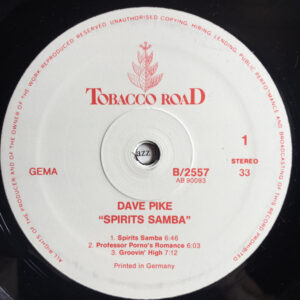 UNAUTHORISED COPYING, HIRING, LENDING, PUBLIC PERFORMANCE AND BROADCASTING OF THIS RECORD PROHIBITED
ALL RIGHTS OF THE PRODUCER AND OF THE OWNER OF THE WORK REPRODUCED RESERVED.
TOBACCO ROAD
1
GEMA
jazz
B/2557
AB 90093
STEREO
33
DAVE PIKE
"SPIRITS SAMBA"
1. Spirits Samba 6:46
2. Professor Porno's Romance 6:03
3. Groovin' High 7:12
Printed in Germany